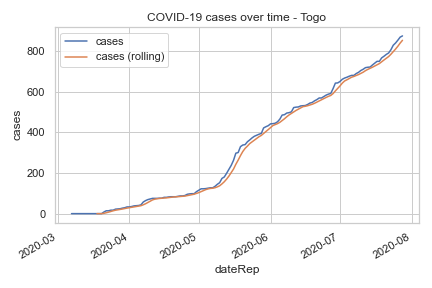 COVID-19 cases over time - Togo
cases
cases (rolling)
800
600
400
200
0
cases
2020-03
2020-04
2020-05
2020-06
2020-07
2020-08
dateRep